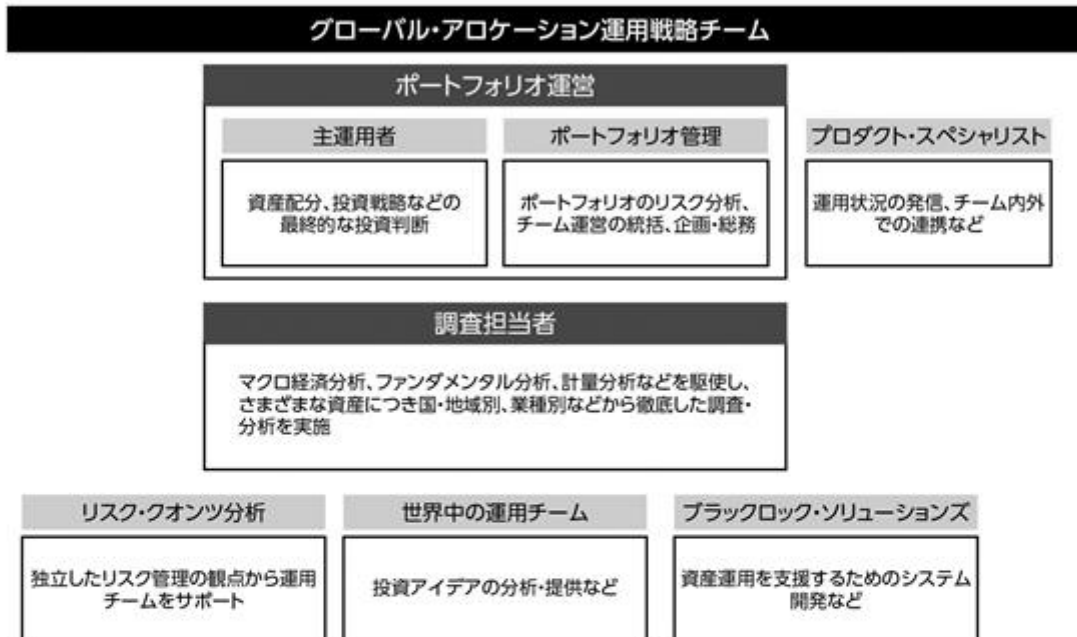 グローバル・アロケーション運用戦略チーム
ポートフォリオ運営
主運用者
資産配分、投資戦略などの
最終的な投資判断
ポートフォリオ管理
ポートフォリオのリスク分析、
チーム運営の統括、企画・総務
プロダクト・スペシャリスト
運用状況の発信、チーム内外
での連携など
調査担当者
マクロ経済分析、ファンダメンタル分析、計量分析などを駆使し、
さまざまな資産につき国・地域別、業種別などから徹底した調査・
分析を実施
リスク・クオンツ分析
独立したリスク管理の観点から運用
チームをサポート
世界中の運用チーム
投資アイデアの分析・提供など
ブラックロック・ソリューションズ
資産運用を支援するためのシステム
開発など